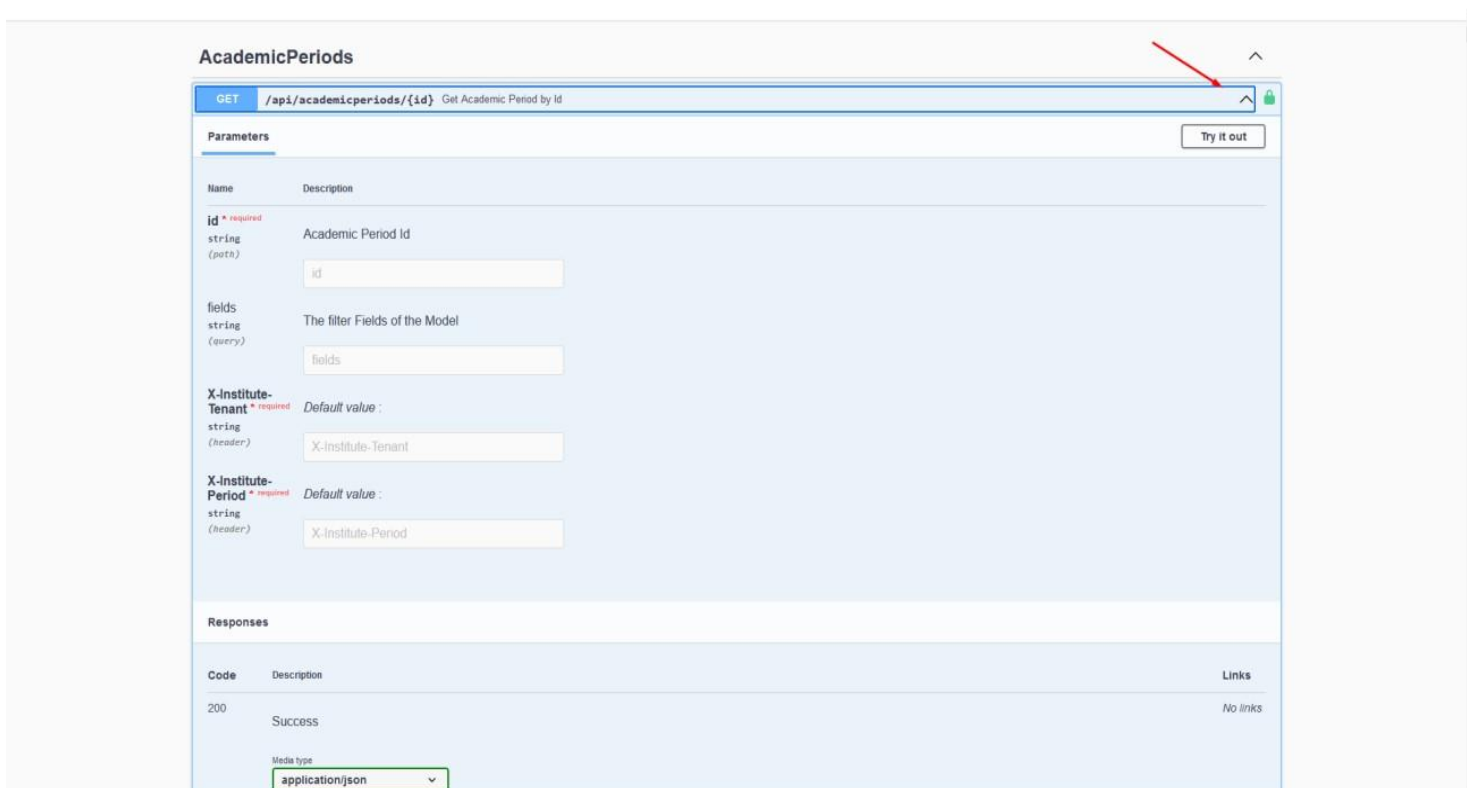 AcademicPeriods
GET /api/academicperiods/{id} Get Academic Period by Id
Parameters
Try it out
Name Description
id * required
string
(path)
Academic Period Id
id
fields
string
(query)
The filter Fields of the Model
fields
X-Institute-
Tenant * required
string
(header)
Default value :
X-Institute-Tenant
X-Institute-
Period * required
string
(header)
Default value :
X-Institute-Period
Responses
Code Description Links
200
Success
No links
Media type
application/json